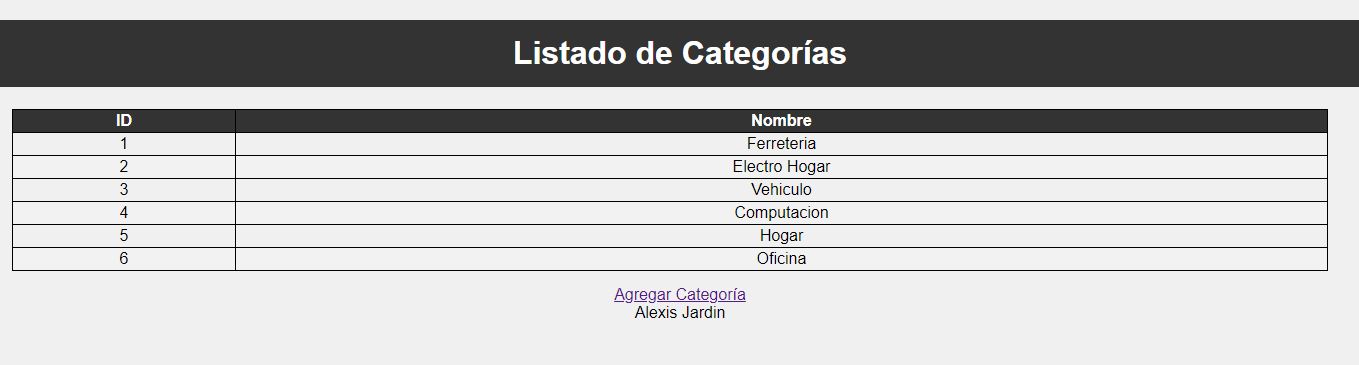 Listado de Categorías
ID Nombre
1 Ferreteria
2 Electro Hogar
3 Vehiculo
4 Computacion
5 Hogar
6 Oficina
Agregar Categoría
Alexis Jardin